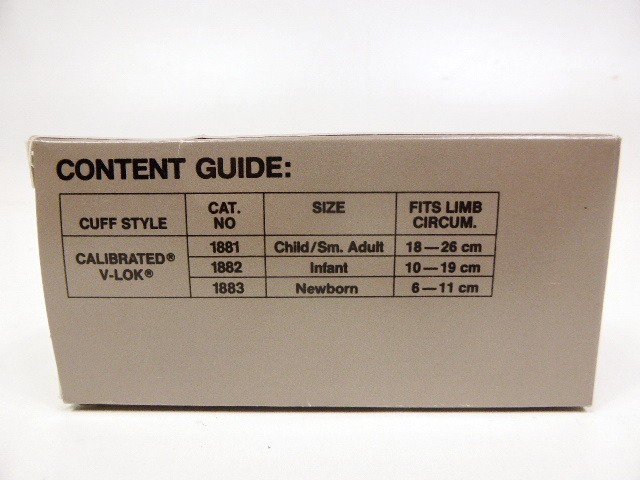 CONTENT GUIDE:
CUFF STYLE CAT. NO SIZE FITS LIMB CIRCUM.
CALIBRATED® V-LOK® 1881 Child/Sm. Adult 18—26 cm
1882 Infant 10—19 cm
1883 Newborn 6—11 cm